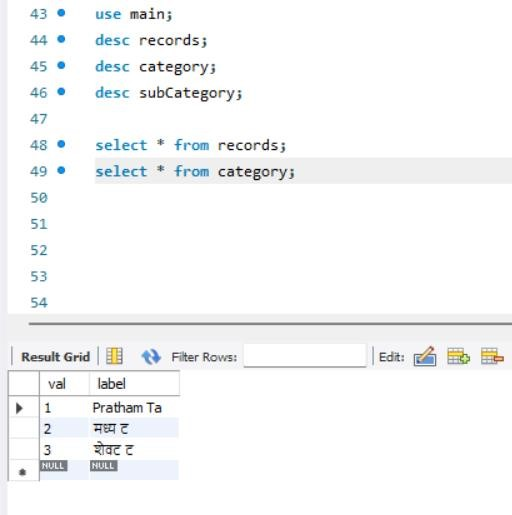 43 use main;
44 desc records;
45 desc category;
46 desc subCategory;
47
48 select * from records;
49 select * from category;
50
51
52
53
54
Result Grid Filter Rows: Edit:
val label
1 Pratham Ta
2 मध्य ट
3 शेवट ट
NULL NULL